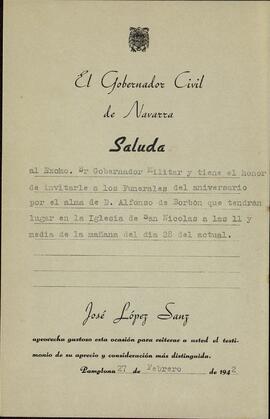 El Gobernador Civil
de Navarra
Saluda
al Excmo. Sr Gobernador Militar y tiene el honor
de invitarle a los Funerales del aniversario
por el alma de D. Alfonso de Borbón que tendrán
lugar en la Iglesia de San Nicolas a las 11 y
media de la mañana del dia 28 del actual.
José López Sanz
aprovecha gustoso esta ocasión para reiterar a usted el testi-
monio de su aprecio y consideración más distinguida.
Pamplona 27 de Febrero de 1942